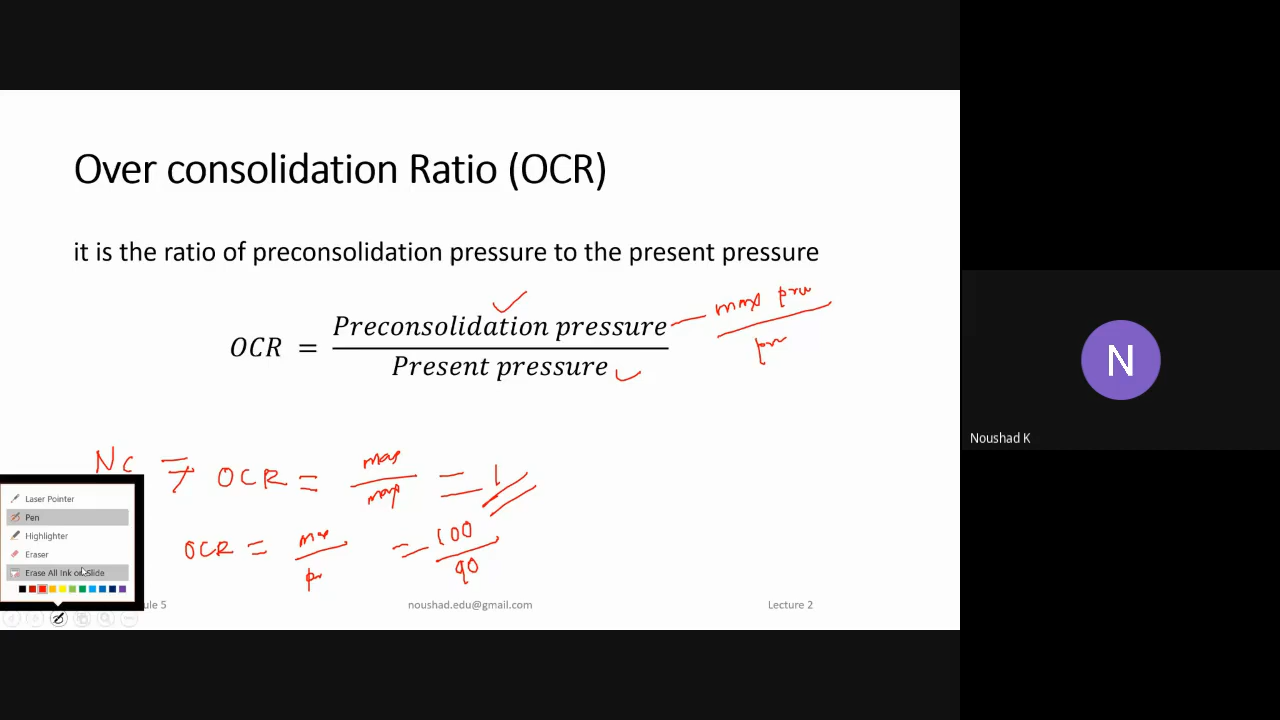 Over consolidation Ratio (OCR)
it is the ratio of preconsolidation pressure to the present pressure
max pre
OCR = Preconsolidation pressure
Present pressure
pr
NC ⇒ OCR = max
max
= 1
OCR = max
pr
= 100
90
Laser Pointer
Pen
Highlighter
Eraser
Erase All Ink on Slide
ule 5
noushad.edu@gmail.com
Lecture 2
N
Noushad K